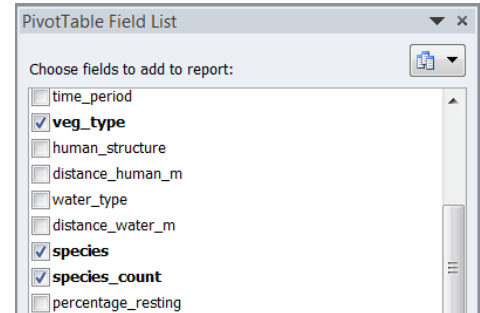 PivotTable Field List
Choose fields to add to report:
time_period
veg_type
human_structure
distance_human_m
water_type
distance_water_m
species
species_count
percentage_resting